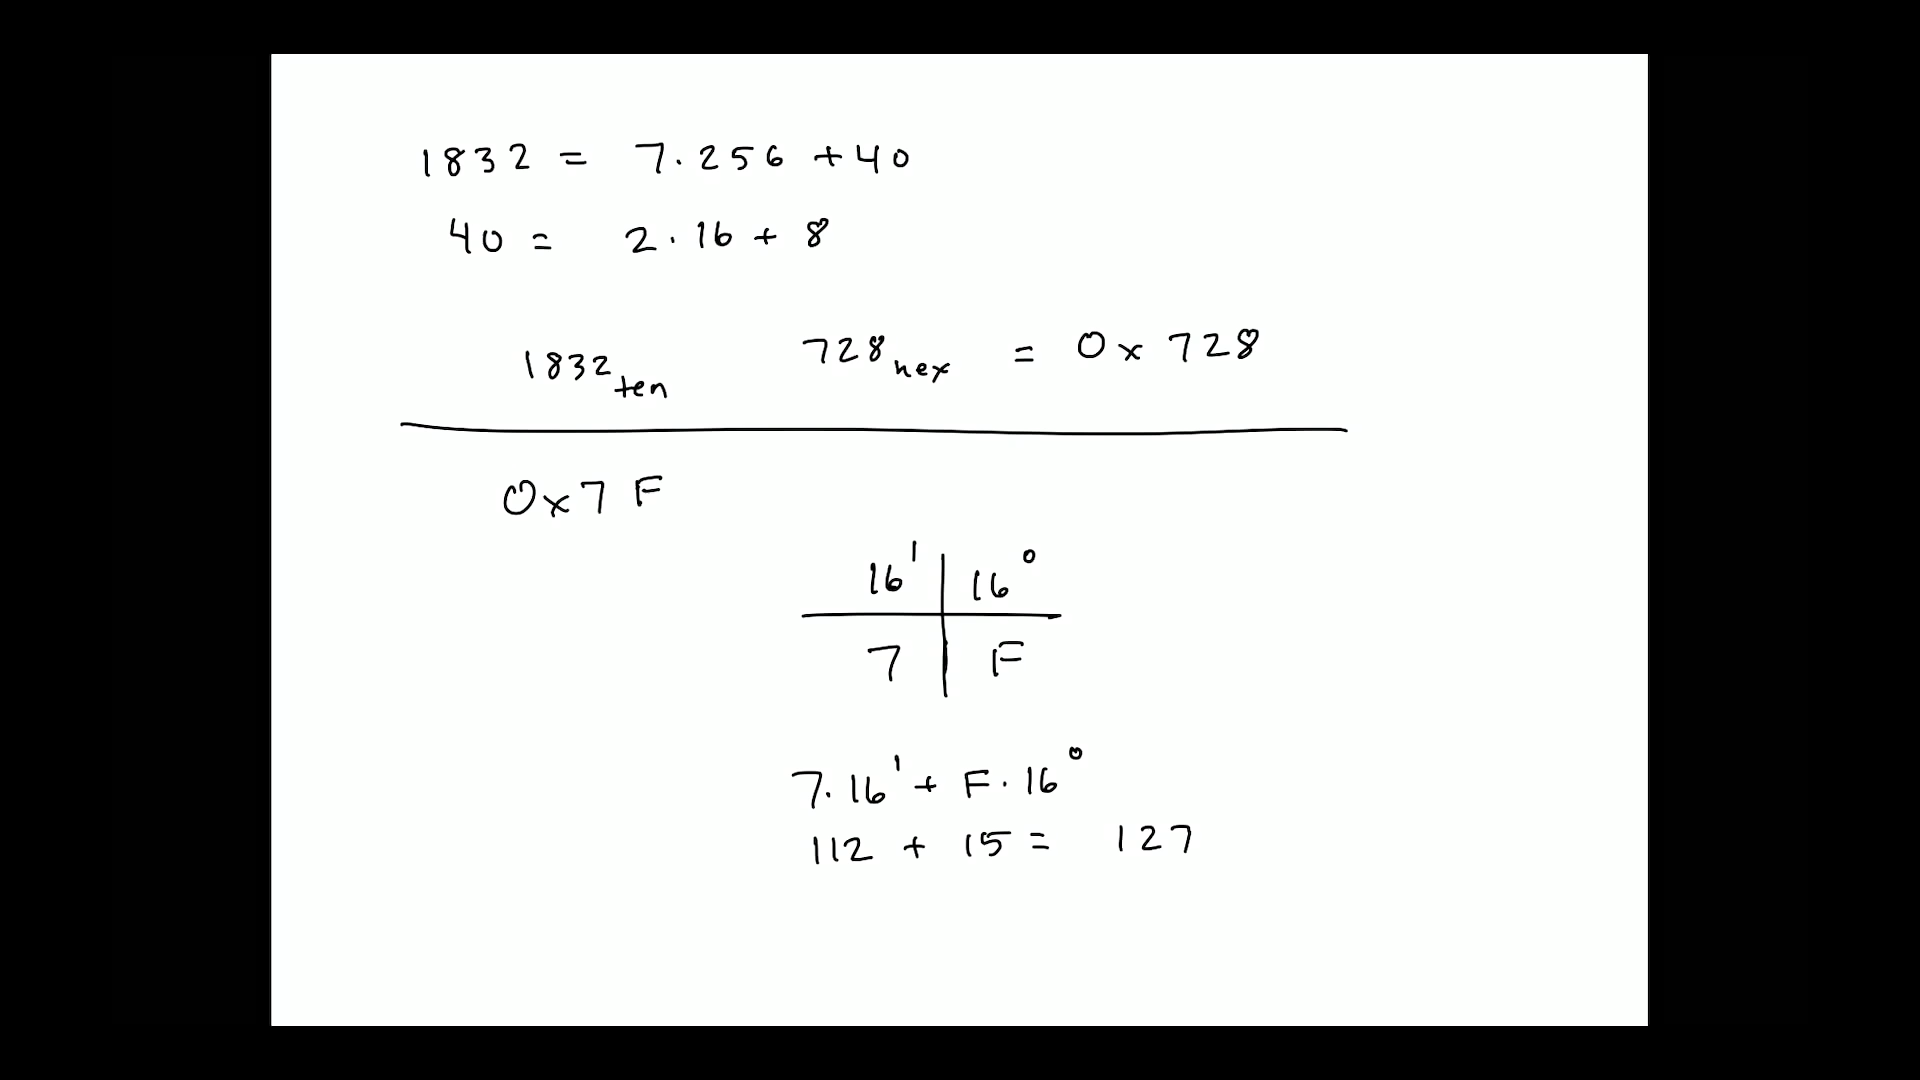 1832 = 7·256 + 40
40 = 2·16 + 8
1832ten 728hex = 0x728
0x7F
16¹ 16⁰
7 F
7·16¹ + F·16⁰
112 + 15 = 127